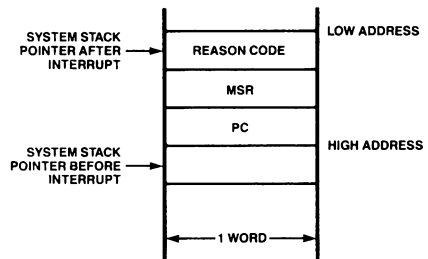 LOW ADDRESS
SYSTEM STACK
POINTER AFTER
INTERRUPT
REASON CODE
MSR
PC
HIGH ADDRESS
SYSTEM STACK
POINTER BEFORE
INTERRUPT
1 WORD